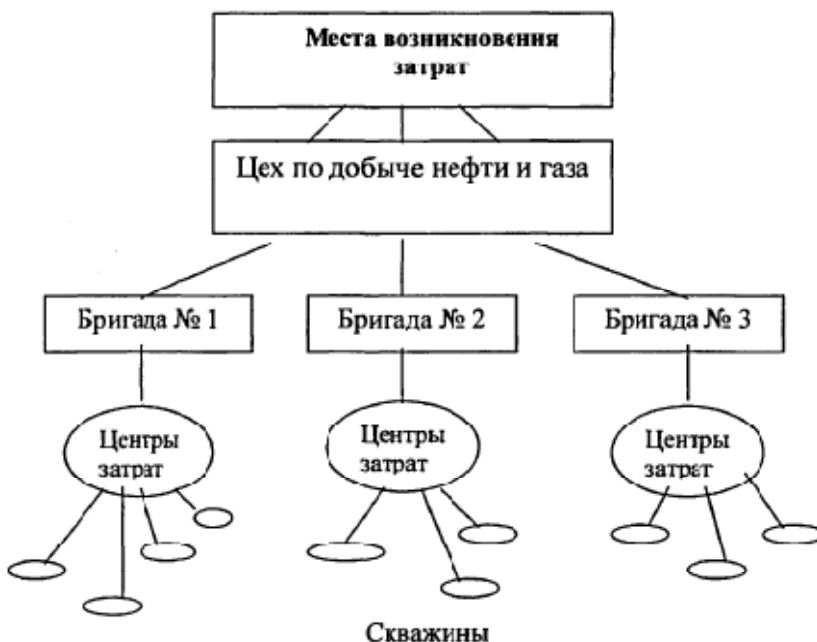 Места возникновения
затрат
Цех по добыче нефти и газа
Бригада № 1
Бригада № 2
Бригада № 3
Центры
затрат
Центры
затрат
Центры
затрат
Скважины